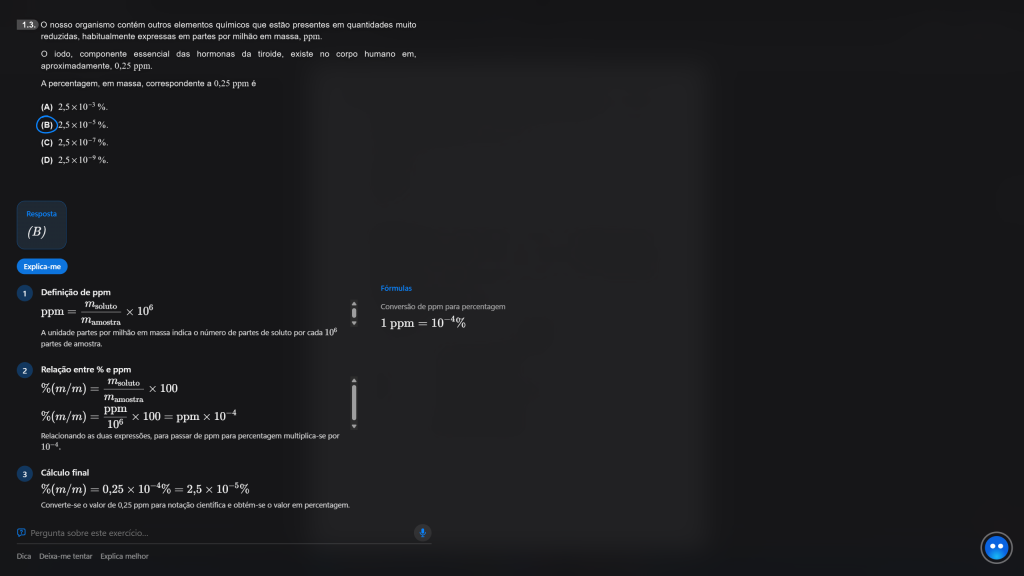 1.3. O nosso organismo contém outros elementos químicos que estão presentes em quantidades muito
reduzidas, habitualmente expressas em partes por milhão em massa, ppm.
O iodo, componente essencial das hormonas da tiroide, existe no corpo humano em,
aproximadamente, 0,25 ppm.
A percentagem, em massa, correspondente a 0,25 ppm é
(A) 2,5 × 10⁻³ %.
(B) 2,5 × 10⁻⁵ %.
(C) 2,5 × 10⁻⁷ %.
(D) 2,5 × 10⁻⁹ %.
Resposta
(B)
Explica-me
1 Definição de ppm
ppm = m_soluto / m_amostra × 10⁶
A unidade partes por milhão em massa indica o número de partes de soluto por cada 10⁶
partes de amostra.
2 Relação entre % e ppm
%(m/m) = m_soluto / m_amostra × 100
%(m/m) = ppm / 10⁶ × 100 = ppm × 10⁻⁴
Relacionando as duas expressões, para passar de ppm para percentagem multiplica-se por
10⁻⁴.
3 Cálculo final
%(m/m) = 0,25 × 10⁻⁴% = 2,5 × 10⁻⁵%
Converte-se o valor de 0,25 ppm para notação científica e obtém-se o valor em percentagem.
Fórmulas
Conversão de ppm para percentagem
1 ppm = 10⁻⁴%
Pergunta sobre este exercício...
Dica Deixa-me tentar Explica melhor